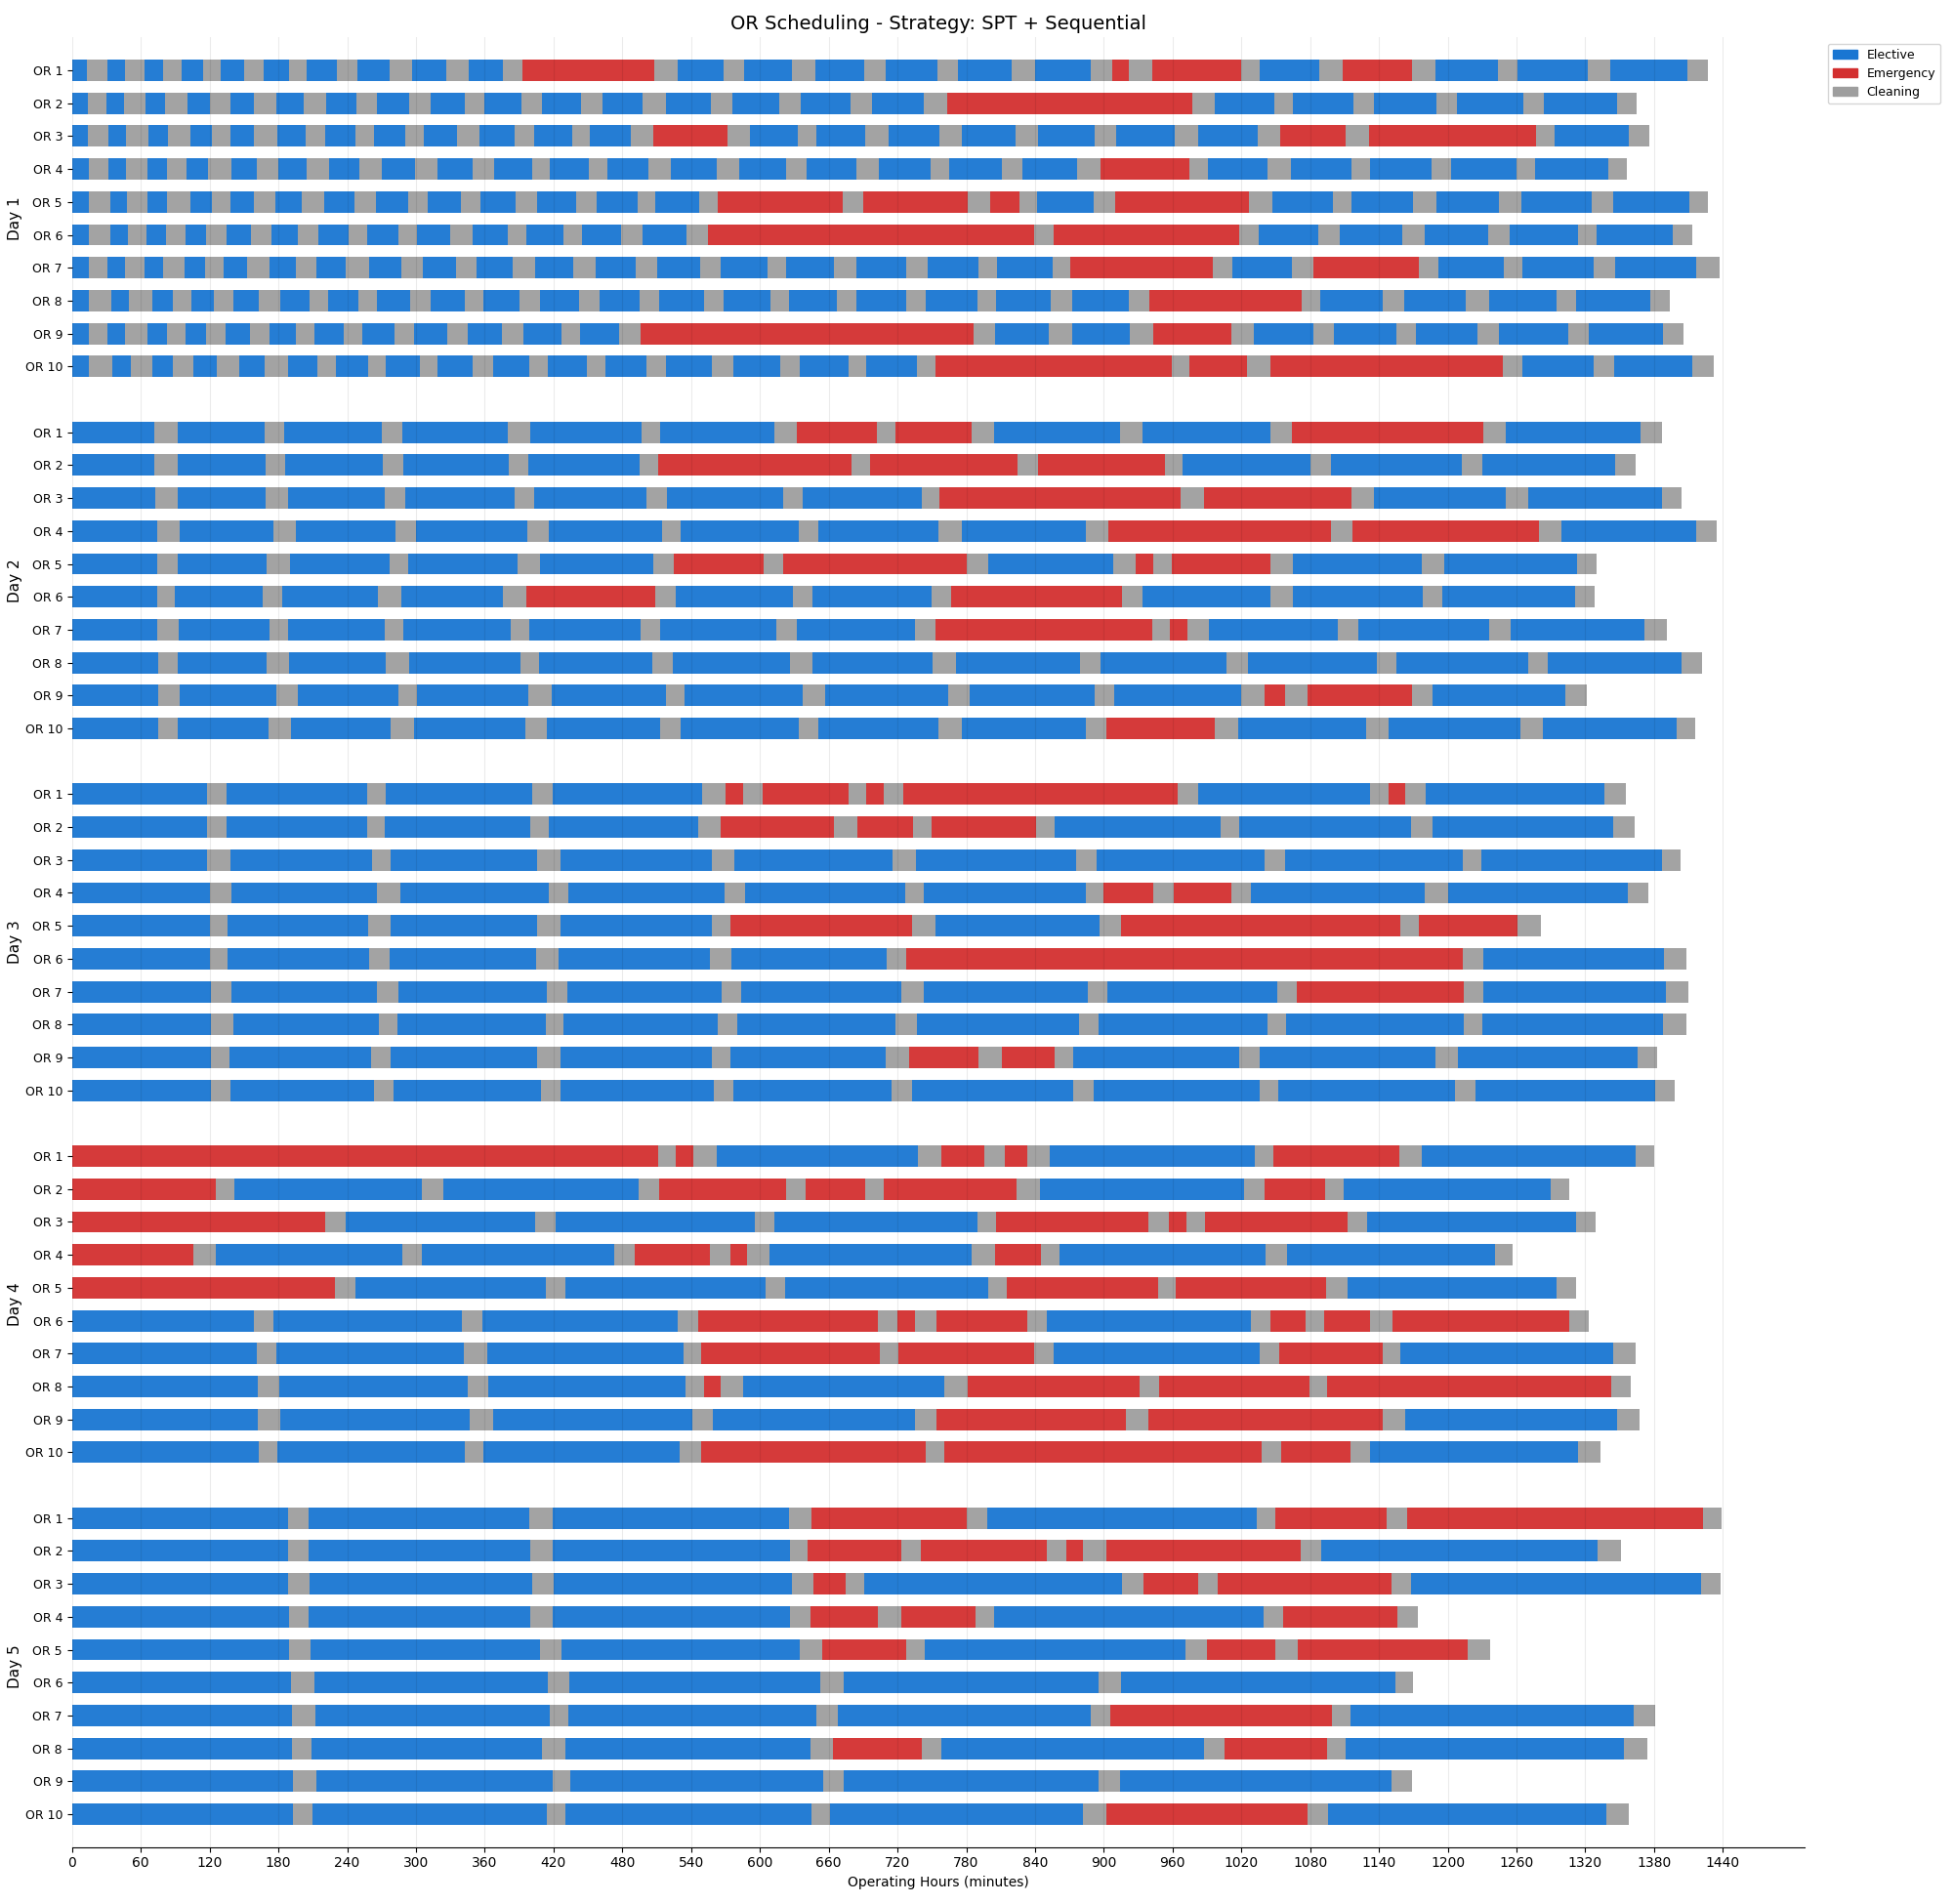 OR Scheduling - Strategy: SPT + Sequential
Elective
Emergency
Cleaning
Day 1
OR 1
OR 2
OR 3
OR 4
OR 5
OR 6
OR 7
OR 8
OR 9
OR 10
Day 2
OR 1
OR 2
OR 3
OR 4
OR 5
OR 6
OR 7
OR 8
OR 9
OR 10
Day 3
OR 1
OR 2
OR 3
OR 4
OR 5
OR 6
OR 7
OR 8
OR 9
OR 10
Day 4
OR 1
OR 2
OR 3
OR 4
OR 5
OR 6
OR 7
OR 8
OR 9
OR 10
Day 5
OR 1
OR 2
OR 3
OR 4
OR 5
OR 6
OR 7
OR 8
OR 9
OR 10
0 60 120 180 240 300 360 420 480 540 600 660 720 780 840 900 960 1020 1080 1140 1200 1260 1320 1380 1440
Operating Hours (minutes)